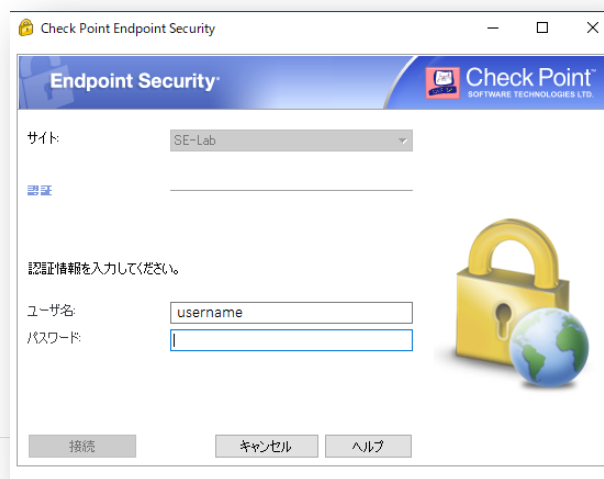 Check Point Endpoint Security
Endpoint Security
Check Point™
SOFTWARE TECHNOLOGIES LTD.
サイト:
SE-Lab
認証
認証情報を入力してください。
ユーザ名:
username
パスワード:
接続
キャンセル
ヘルプ